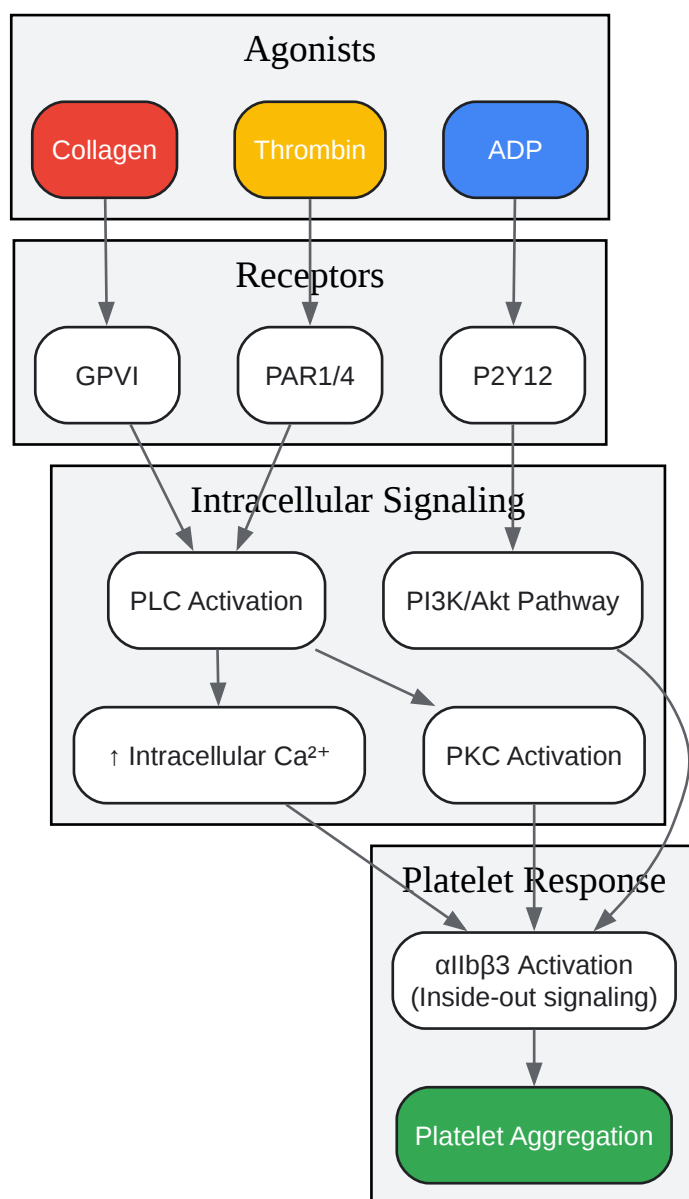 Agonists
Collagen
Thrombin
ADP
Receptors
GPVI
PAR1/4
P2Y12
Intracellular Signaling
PLC Activation
PI3K/Akt Pathway
↑ Intracellular Ca²⁺
PKC Activation
Platelet Response
αIIbβ3 Activation
(Inside-out signaling)
Platelet Aggregation